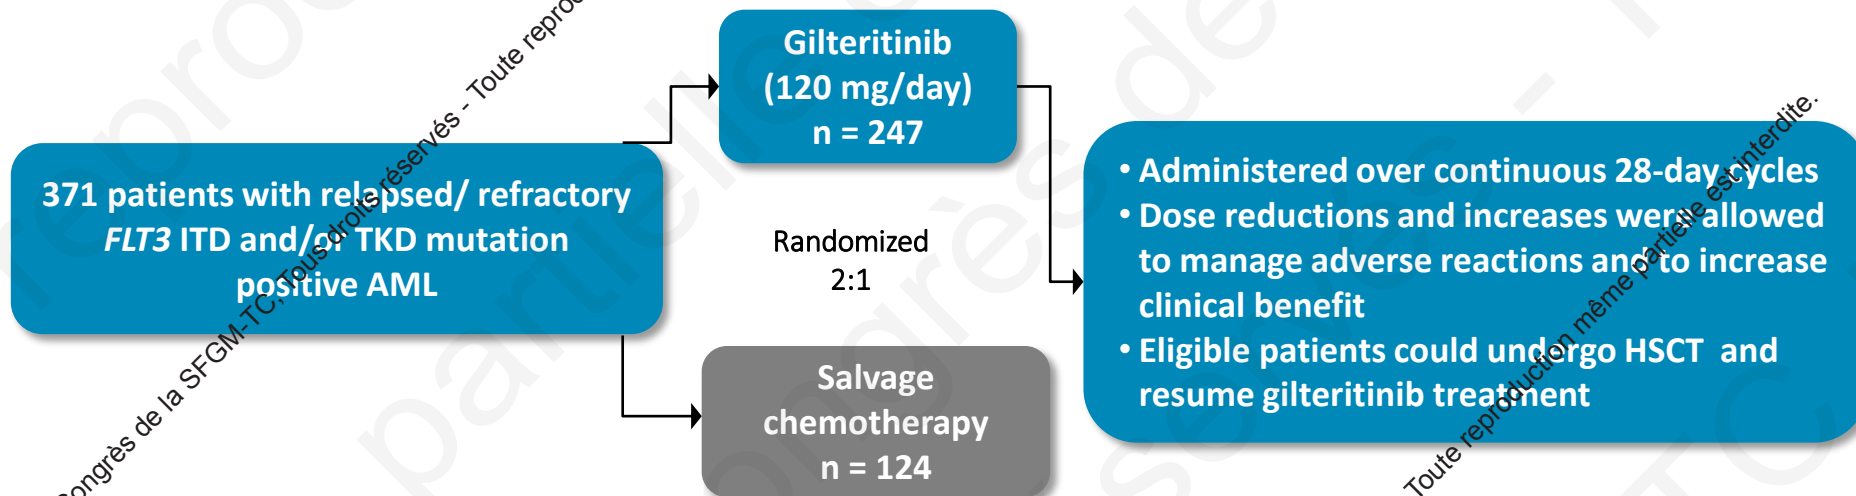 Gilteritinib
(120 mg/day)
n = 247
371 patients with relapsed/ refractory
FLT3 ITD and/or TKD mutation
positive AML
Randomized
2:1
Salvage
chemotherapy
n = 124
• Administered over continuous 28-day cycles
• Dose reductions and increases were allowed
to manage adverse reactions and to increase
clinical benefit
• Eligible patients could undergo HSCT and
resume gilteritinib treatment
Congrès de la SFGM-TC, Tous droits réservés - Toute
Toute reproduction même partielle est interdite.
partielle